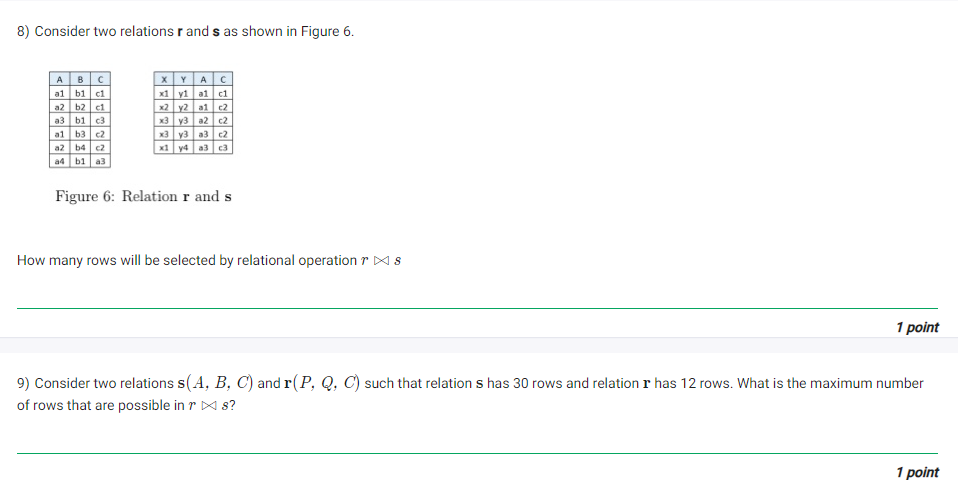 8) Consider two relations r and s as shown in Figure 6.
A B C
a1 b1 c1
a2 b2 c1
a3 b1 c3
a1 b3 c2
a2 b4 c2
a4 b1 a3
X Y A C
x1 y1 a1 c1
x2 y2 a1 c2
x3 y3 a2 c2
x3 y3 a3 c2
x1 y4 a3 c3
Figure 6: Relation r and s
How many rows will be selected by relational operation r ⋈ s
1 point
9) Consider two relations s(A, B, C) and r(P, Q, C) such that relation s has 30 rows and relation r has 12 rows. What is the maximum number
of rows that are possible in r ⋈ s?
1 point